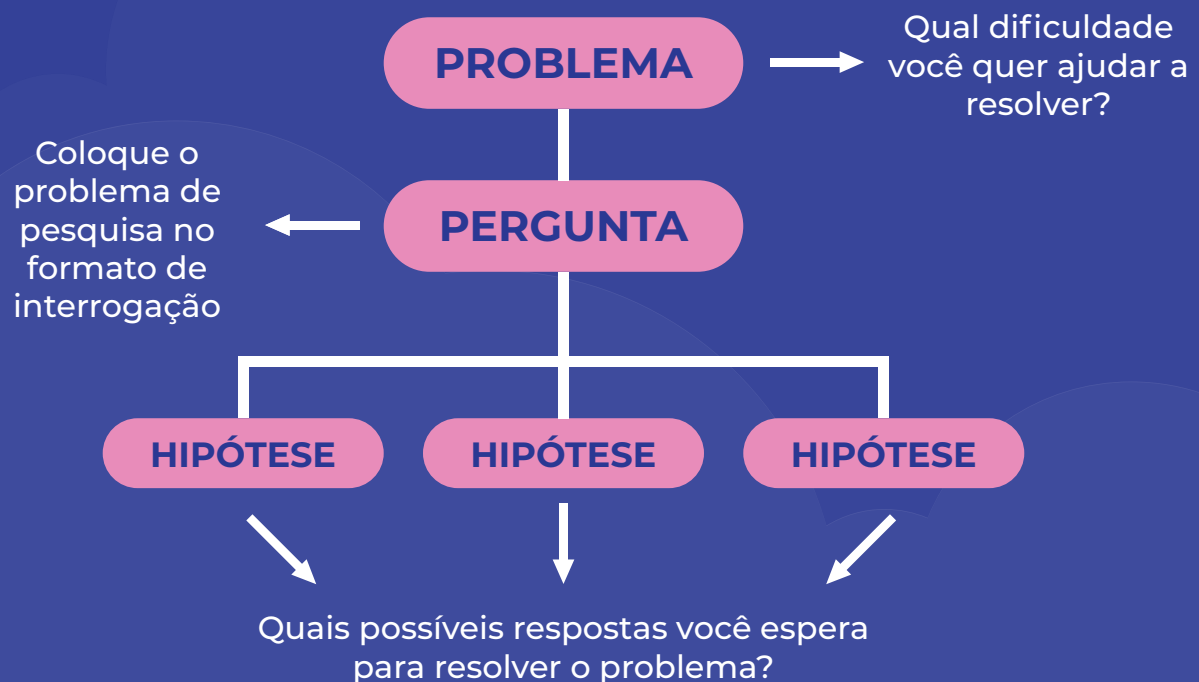 PROBLEMA
Qual dificuldade
você quer ajudar a
resolver?
Coloque o
problema de
pesquisa no
formato de
interrogação
PERGUNTA
HIPÓTESE
HIPÓTESE
HIPÓTESE
Quais possíveis respostas você espera
para resolver o problema?